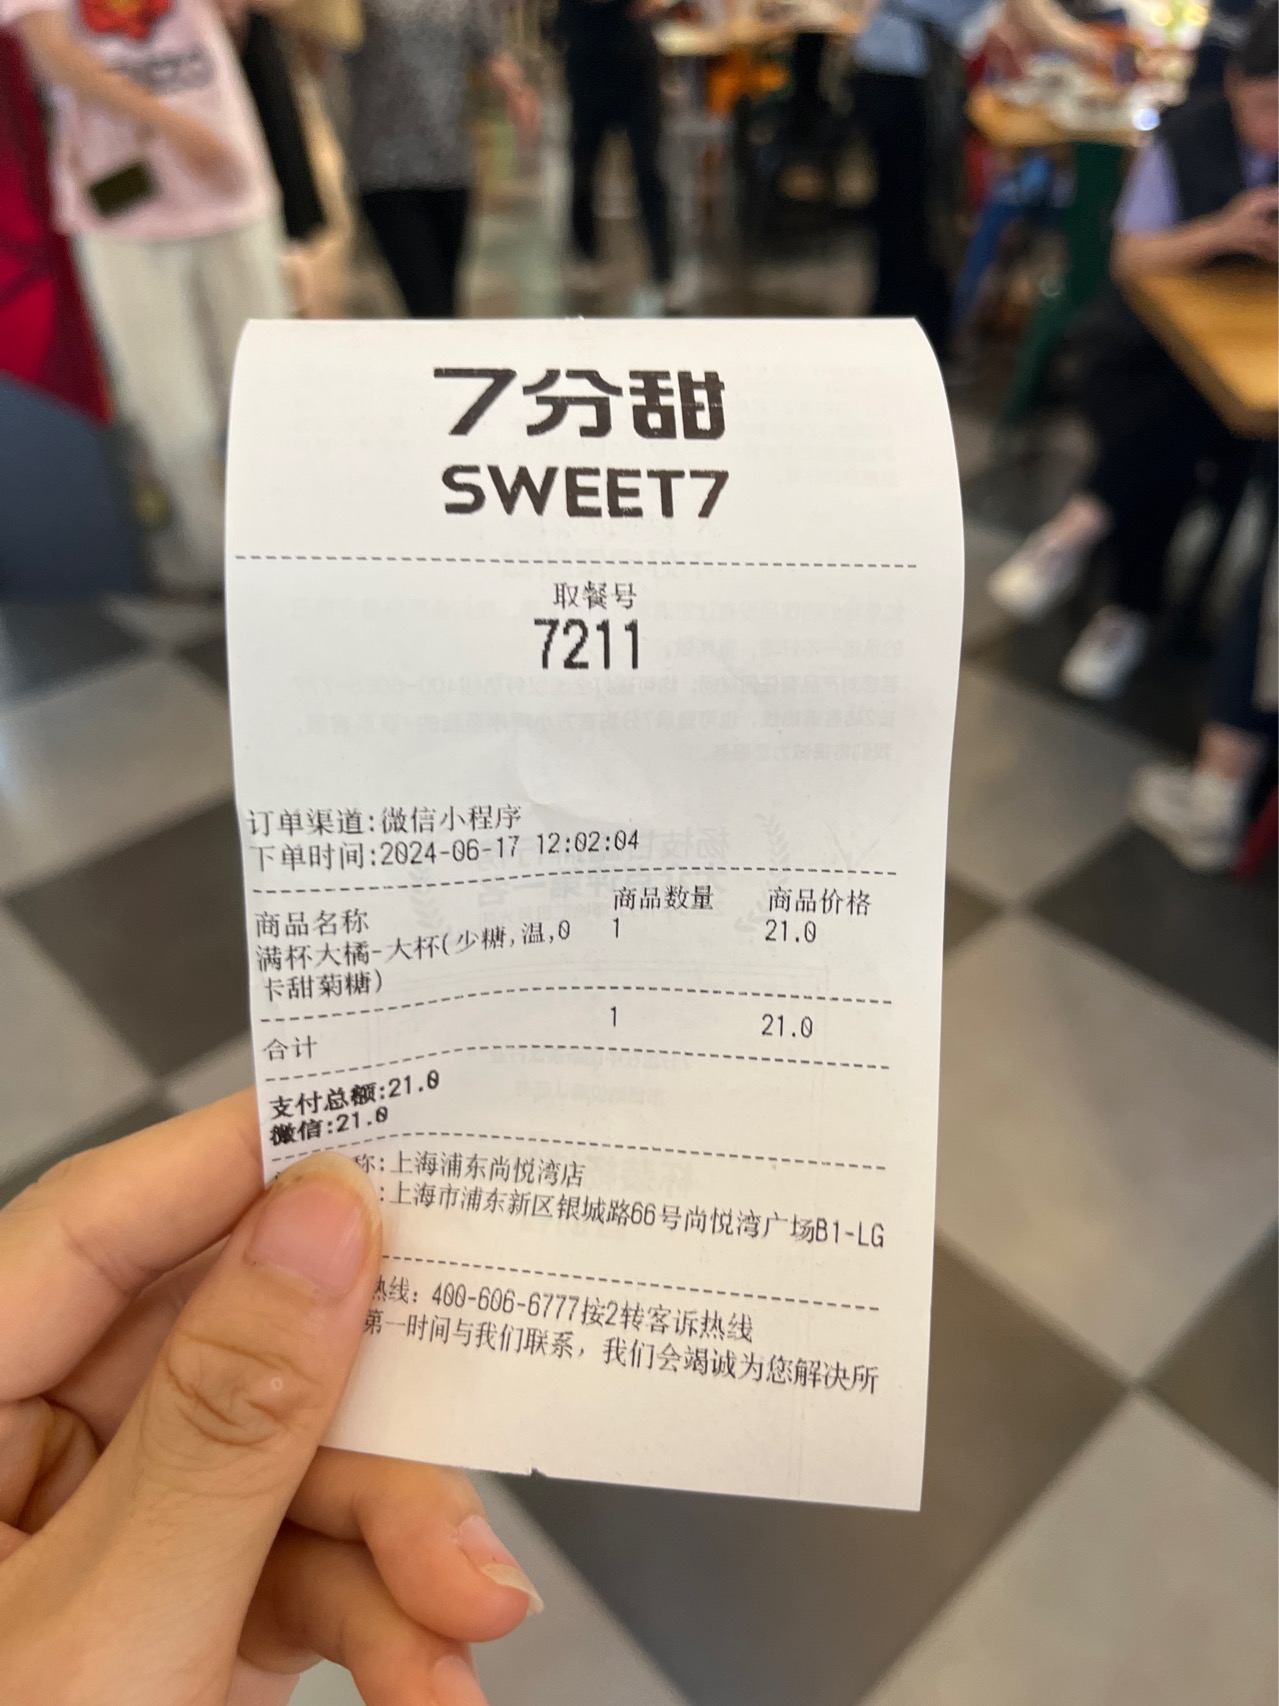 7分甜
SWEET7
取餐号
7211
订单渠道:微信小程序
下单时间:2024-06-17 12:02:04
商品名称 商品数量 商品价格
满杯大橘-大杯(少糖,温,0 1 21.0
卡甜菊糖)
合计 1 21.0
支付总额:21.0
微信:21.0
称:上海浦东尚悦湾店
:上海市浦东新区银城路66号尚悦湾广场B1-LG
热线: 400-606-6777按2转客诉热线
第一时间与我们联系, 我们会竭诚为您解决所